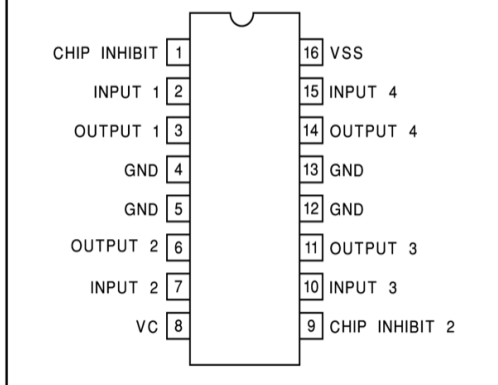 CHIP INHIBIT 1 16 VSS
INPUT 1 2 15 INPUT 4
OUTPUT 1 3 14 OUTPUT 4
GND 4 13 GND
GND 5 12 GND
OUTPUT 2 6 11 OUTPUT 3
INPUT 2 7 10 INPUT 3
VC 8 9 CHIP INHIBIT 2